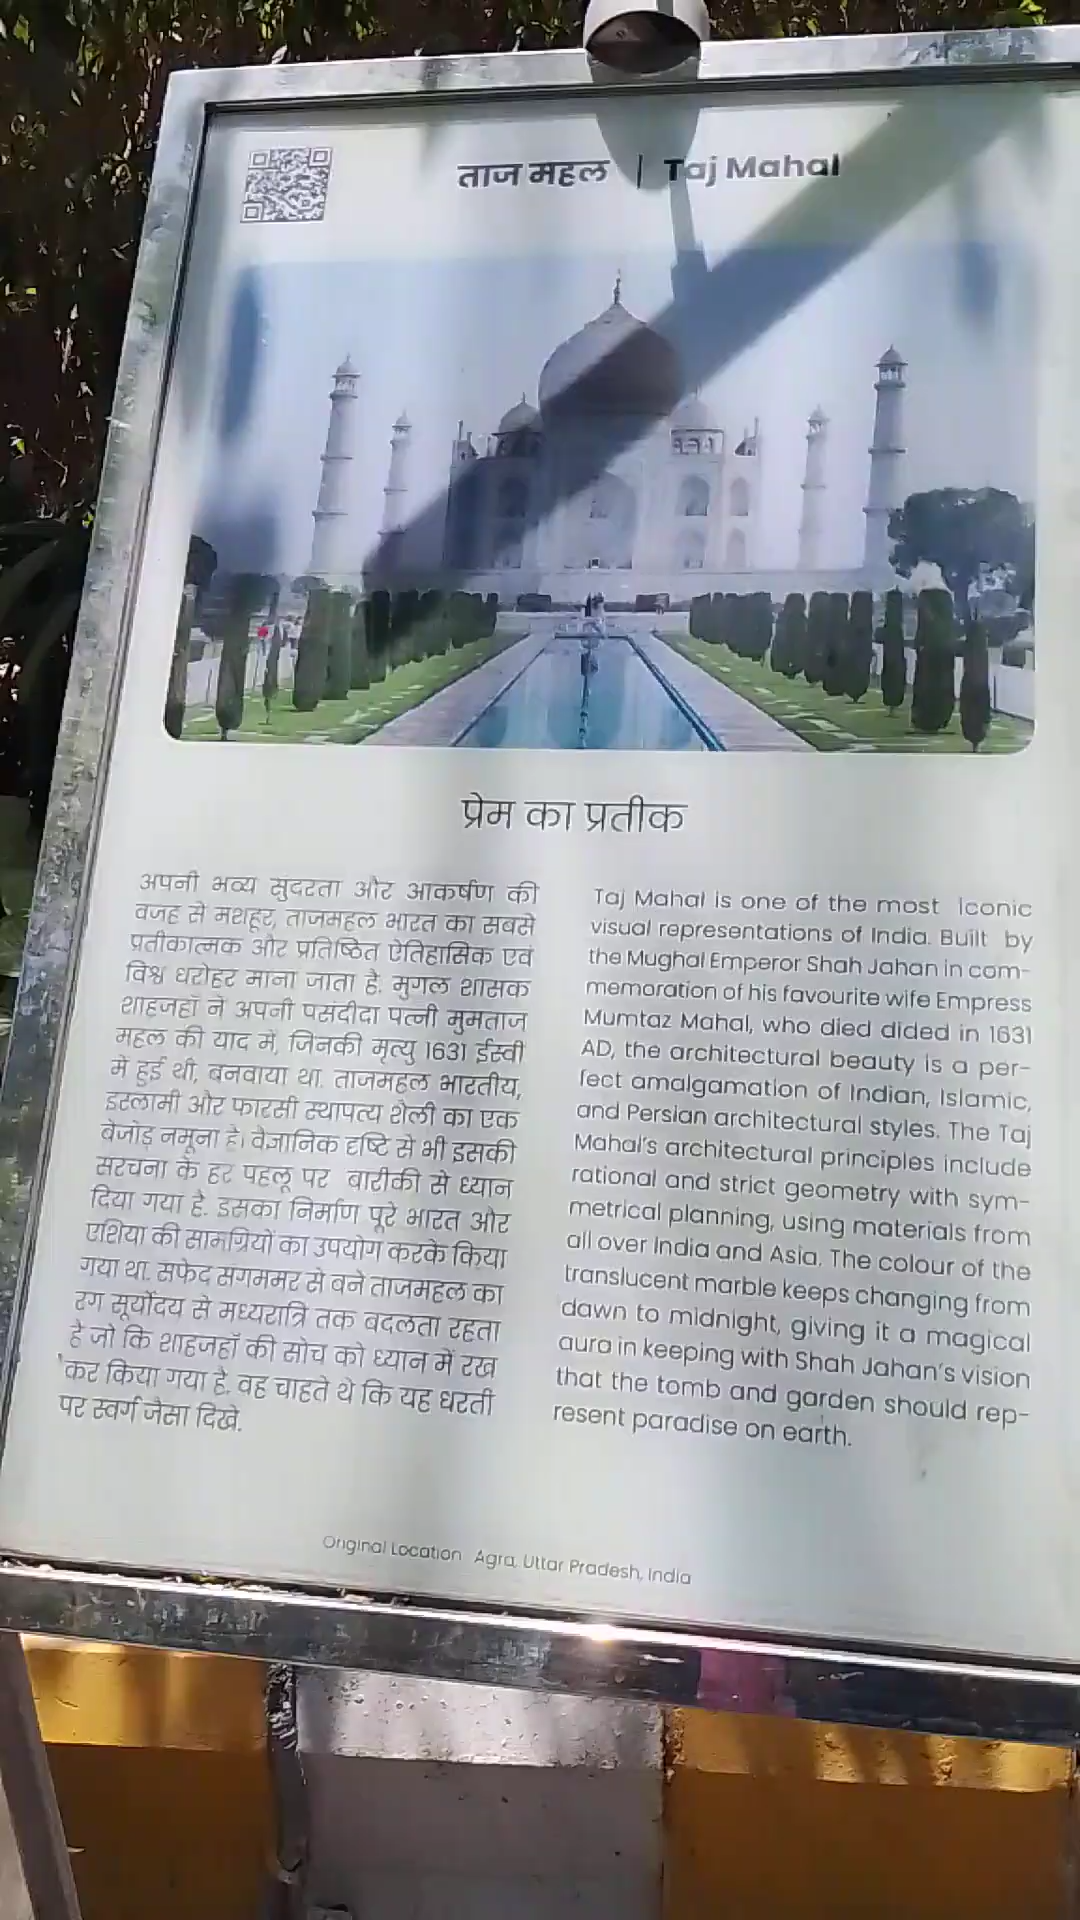 ताज महल | Taj Mahal
प्रेम का प्रतीक
अपनी भव्य सुंदरता और आकर्षण की
वजह से मशहूर, ताजमहल भारत का सबसे
प्रतीकात्मक और प्रतिष्ठित ऐतिहासिक एवं
विश्व धरोहर माना जाता है. मुगल शासक
शाहजहाँ ने अपनी पसंदीदा पत्नी मुमताज
महल की याद में, जिनकी मृत्यु 1631 ईस्वी
में हुई थी, बनवाया था. ताजमहल भारतीय,
इस्लामी और फारसी स्थापत्य शैली का एक
बेजोड़ नमूना है। वैज्ञानिक दृष्टि से भी इसकी
संरचना के हर पहलू पर बारीकी से ध्यान
दिया गया है. इसका निर्माण पूरे भारत और
एशिया की सामग्रियों का उपयोग करके किया
गया था. सफेद संगममर से बने ताजमहल का
रंग सूर्योदय से मध्यरात्रि तक बदलता रहता
है जो कि शाहजहाँ की सोच को ध्यान में रख
कर किया गया है. वह चाहते थे कि यह धरती
पर स्वर्ग जैसा दिखे.
Taj Mahal is one of the most Iconic
visual representations of India. Built by
the Mughal Emperor Shah Jahan in com-
memoration of his favourite wife Empress
Mumtaz Mahal, who died dided in 1631
AD, the architectural beauty is a per-
fect amalgamation of Indian, Islamic,
and Persian architectural styles. The Taj
Mahal's architectural principles include
rational and strict geometry with sym-
metrical planning, using materials from
all over India and Asia. The colour of the
translucent marble keeps changing from
dawn to midnight, giving it a magical
aura in keeping with Shah Jahan's vision
that the tomb and garden should rep-
resent paradise on earth.
Original Location Agra, Uttar Pradesh, India